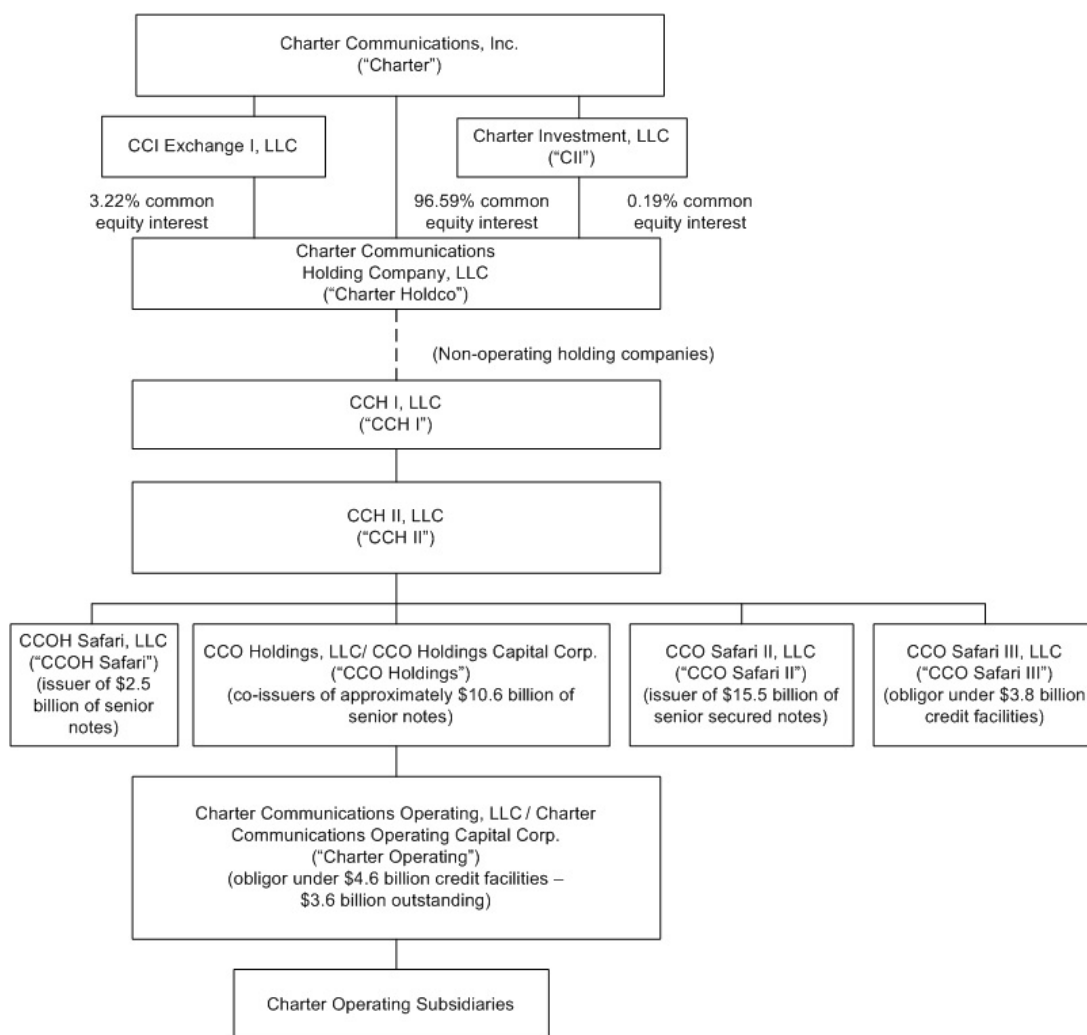 Charter Communications, Inc.
(“Charter”)
CCI Exchange I, LLC
Charter Investment, LLC
(“CII”)
3.22% common
equity interest
96.59% common
equity interest
0.19% common
equity interest
Charter Communications
Holding Company, LLC
(“Charter Holdco”)
(Non-operating holding companies)
CCH I, LLC
(“CCH I”)
CCH II, LLC
(“CCH II”)
CCOH Safari, LLC
(“CCOH Safari”)
(issuer of $2.5
billion of senior
notes)
CCO Holdings, LLC/ CCO Holdings Capital Corp.
(“CCO Holdings”)
(co-issuers of approximately $10.6 billion of
senior notes)
CCO Safari II, LLC
(“CCO Safari II”)
(issuer of $15.5 billion of
senior secured notes)
CCO Safari III, LLC
(“CCO Safari III”)
(obligor under $3.8 billion
credit facilities)
Charter Communications Operating, LLC / Charter
Communications Operating Capital Corp.
(“Charter Operating”)
(obligor under $4.6 billion credit facilities –
$3.6 billion outstanding)
Charter Operating Subsidiaries